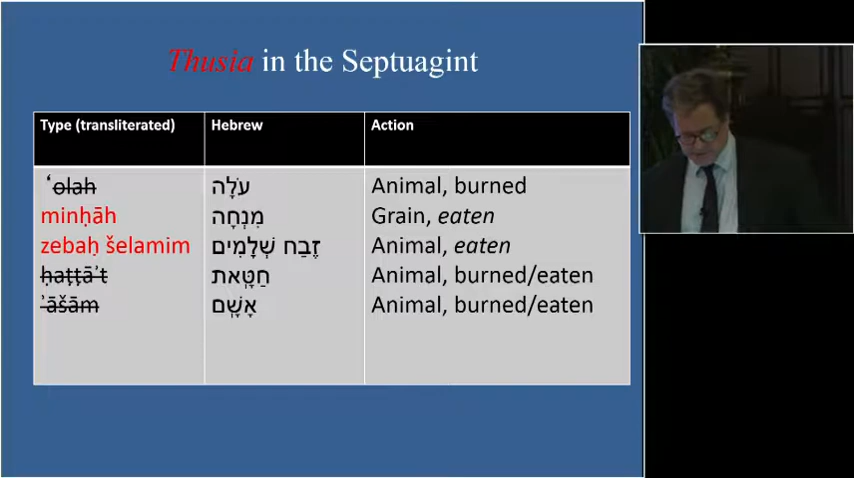 Thusia in the Septuagint
Type (transliterated) Hebrew Action
ʿolah עֹלָה Animal, burned
minḥāh מִנְחָה Grain, eaten
zebaḥ šelamim זֶבַח שְׁלָמִים Animal, eaten
ḥaṭṭāʾt חַטָּאת Animal, burned/eaten
ʾāšām אָשָׁם Animal, burned/eaten